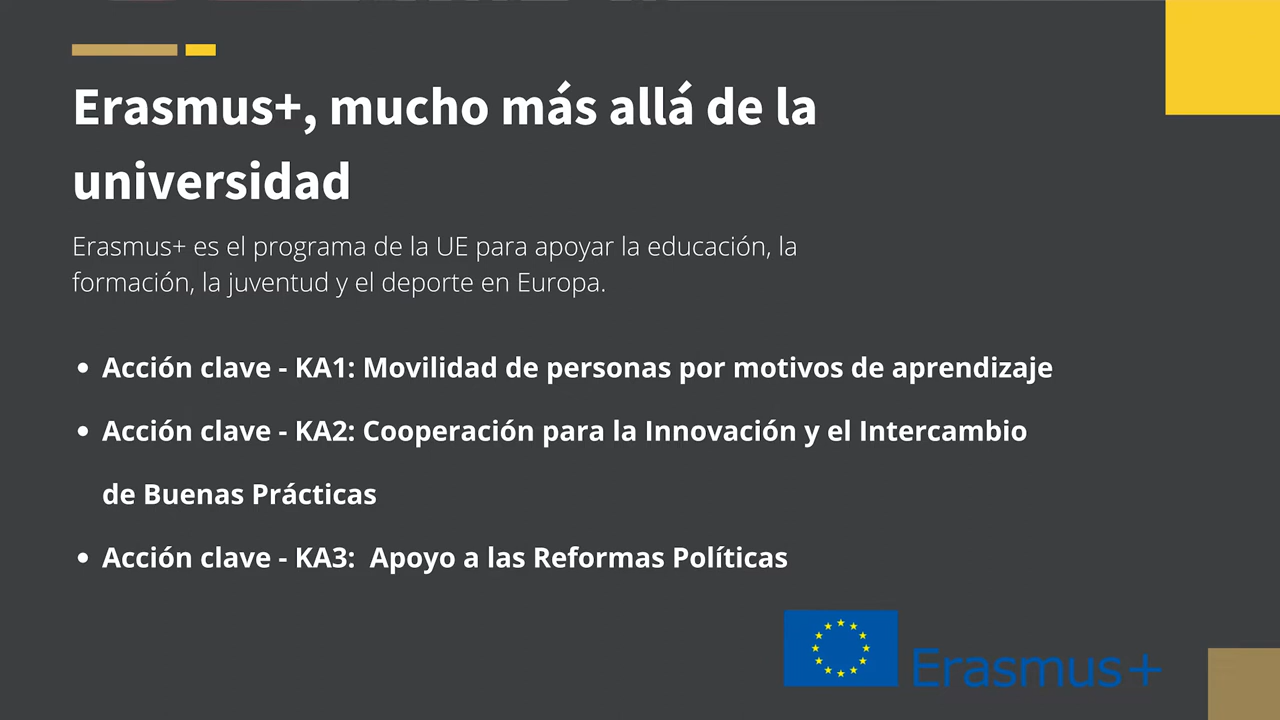 Erasmus+, mucho más allá de la
universidad
Erasmus+ es el programa de la UE para apoyar la educación, la
formación, la juventud y el deporte en Europa.
• Acción clave - KA1: Movilidad de personas por motivos de aprendizaje
• Acción clave - KA2: Cooperación para la Innovación y el Intercambio
de Buenas Prácticas
• Acción clave - KA3:  Apoyo a las Reformas Políticas
Erasmus+